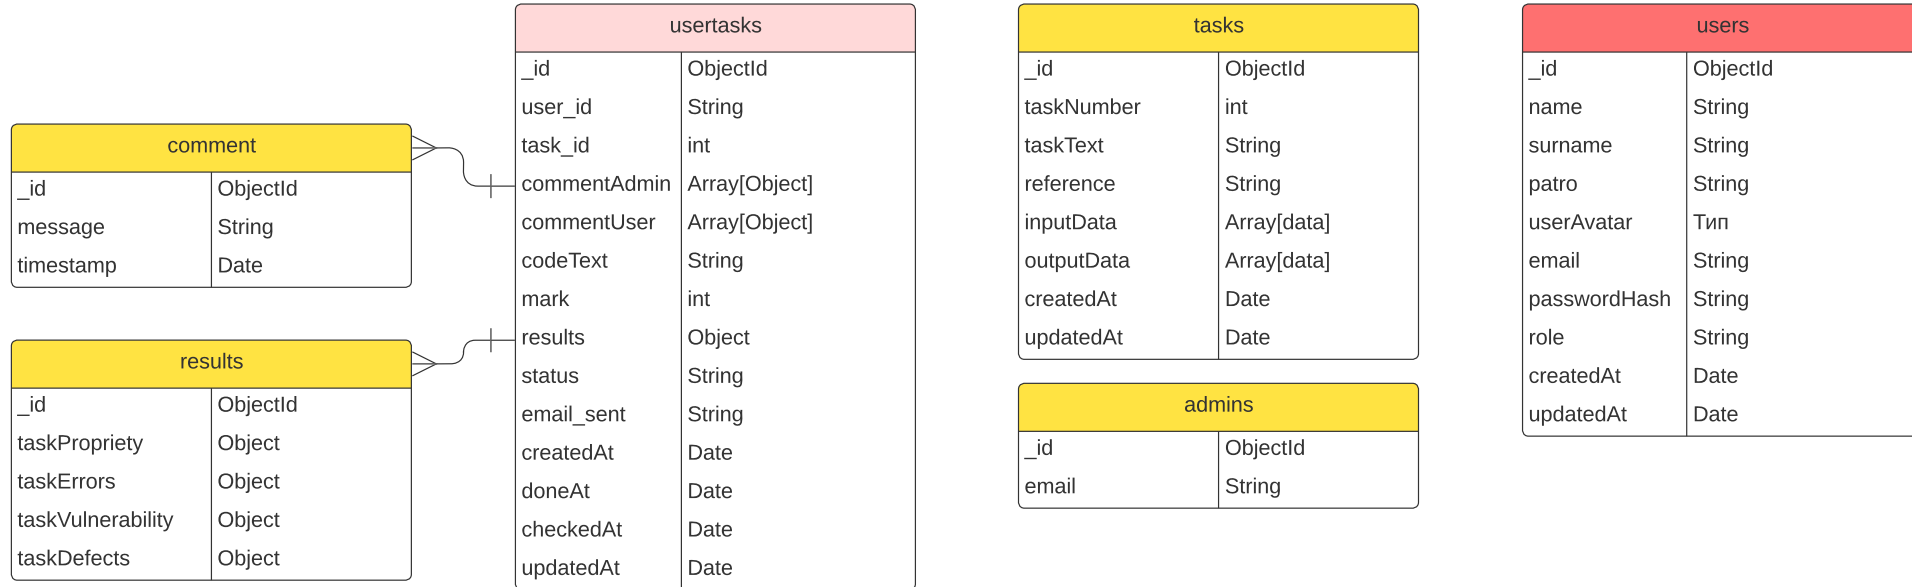 comment
_id ObjectId
message String
timestamp Date
results
_id ObjectId
taskPropriety Object
taskErrors Object
taskVulnerability Object
taskDefects Object
usertasks
_id ObjectId
user_id String
task_id int
commentAdmin Array[Object]
commentUser Array[Object]
codeText String
mark int
results Object
status String
email_sent String
createdAt Date
doneAt Date
checkedAt Date
updatedAt Date
tasks
_id ObjectId
taskNumber int
taskText String
reference String
inputData Array[data]
outputData Array[data]
createdAt Date
updatedAt Date
admins
_id ObjectId
email String
users
_id ObjectId
name String
surname String
patro String
userAvatar Тип
email String
passwordHash String
role String
createdAt Date
updatedAt Date